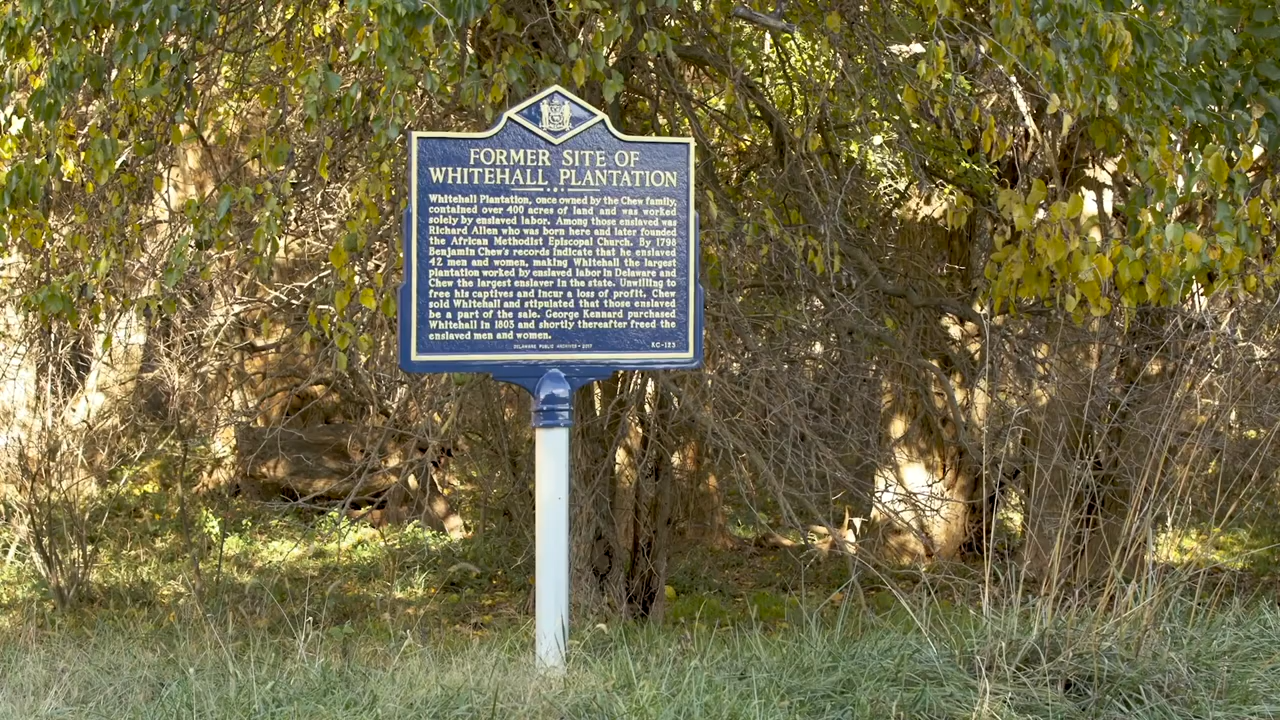 FORMER SITE OF
WHITEHALL PLANTATION
Whitehall Plantation, once owned by the Chew family,
contained over 400 acres of land and was worked
solely by enslaved labor. Among those enslaved was
Richard Allen who was born here and later founded
the African Methodist Episcopal Church. By 1796
Benjamin Chew's records indicate that he enslaved
42 men and women, making Whitehall the largest
plantation worked by enslaved labor in Delaware and
Chew the largest enslaver in the state. Unwilling to
free his captives and incur a loss of profit, Chew
sold Whitehall and stipulated that those enslaved
be a part of the sale. George Kennard purchased
Whitehall in 1803 and shortly thereafter freed the
enslaved men and women.
DELAWARE PUBLIC ARCHIVES • 2017 KC-123